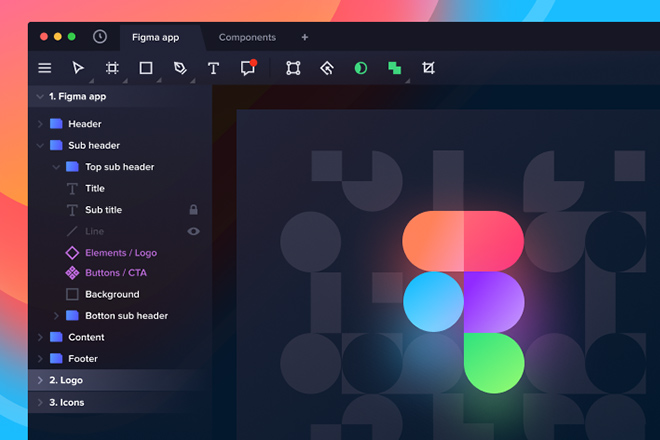 Figma app
Components
1. Figma app
Header
Sub header
Top sub header
Title
Sub title
Line
Elements / Logo
Buttons / CTA
Background
Botton sub header
Content
Footer
2. Logo
3. Icons